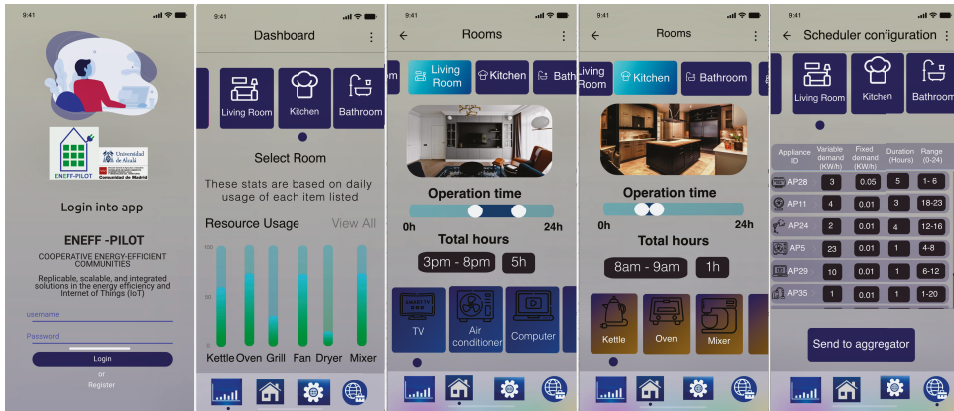 9:41
ENEFF-PILOT
Universidad
de Alcalá
Comunidad de Madrid
Login into app
ENEFF -PILOT
COOPERATIVE ENERGY-EFFICIENT
COMMUNITIES
Replicable, scalable, and integrated
solutions in the energy efficiency and
Internet of Things (IoT)
username
Password
Login
or
Register
9:41
Dashboard
Living Room
Kitchen
Bathroom
Select Room
These stats are based on daily
usage of each item listed
Resource Usage
View All
100
50
0
Kettle Oven Grill Fan Dryer Mixer
9:41
Rooms
om
Living
Room
Kitchen
Bath
Operation time
0h 24h
Total hours
3pm - 8pm 5h
SMART TV
TV
Air
conditioner
Computer
9:41
Rooms
Living
Room
Kitchen
Bathroom
Operation time
0h 24h
Total hours
8am - 9am 1h
Kettle
Oven
Mixer
9:41
Scheduler configuration
Living Room
Kitchen
Bathroom
Appliance
ID
Variable
demand
(KW/h)
Fixed
demand
(KW/h)
Duration
(Hours)
Range
(0-24)
AP28 3 0.05 5 1- 6
AP11 4 0.01 3 18-23
AP24 2 0.01 4 12-16
AP5 23 0.01 1 4-8
AP29 10 0.01 1 6-12
AP35 1 0.01 1 1-20
Send to aggregator